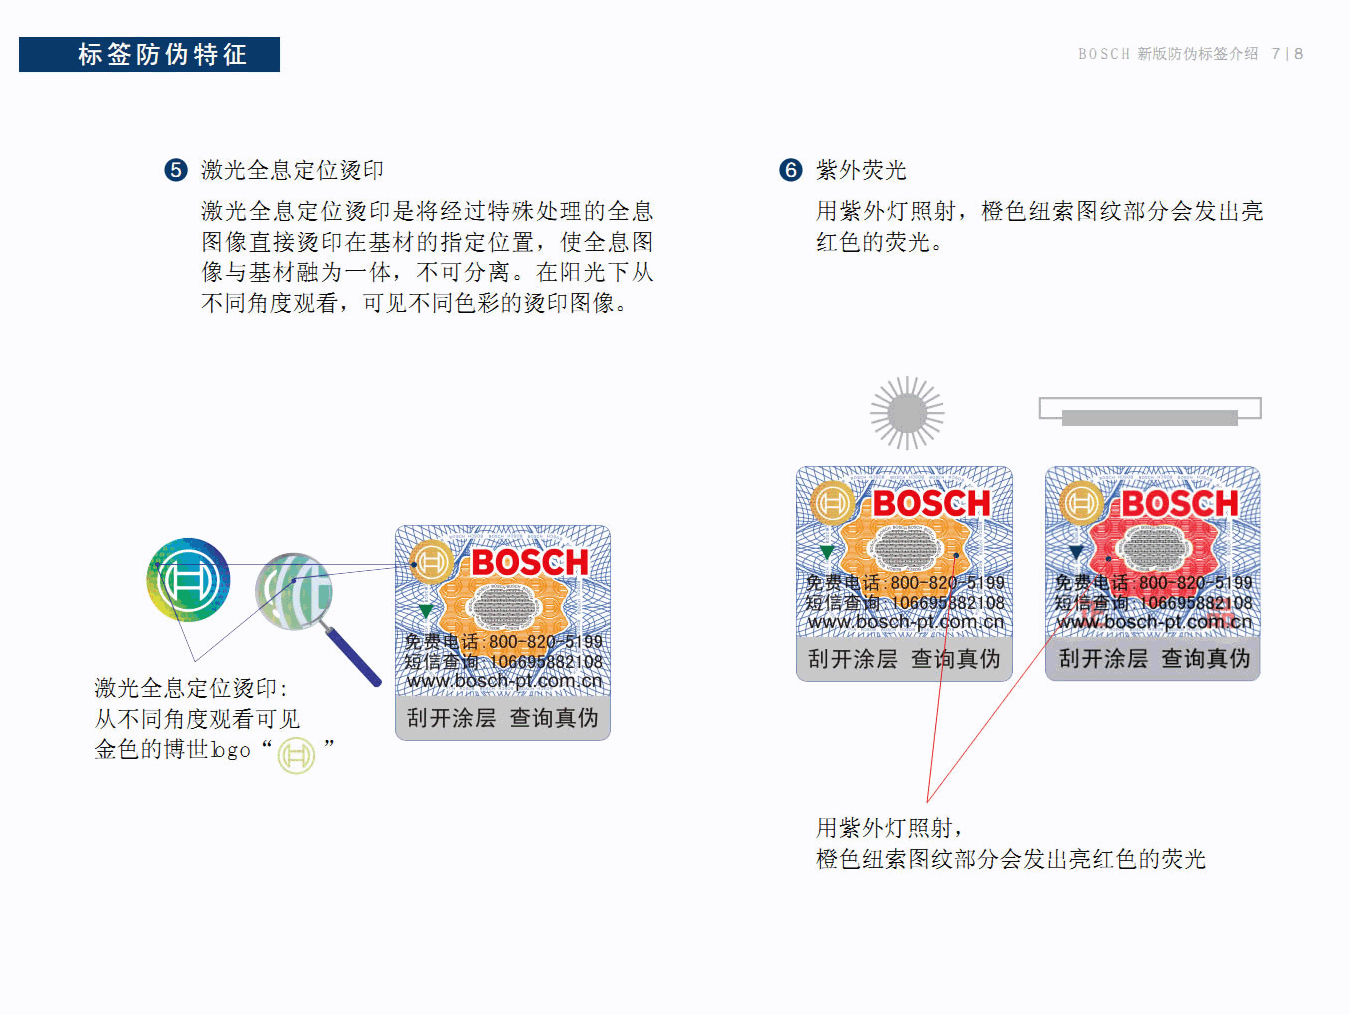 标签防伪特征
BOSCH 新版防伪标签介绍 7 | 8
5 激光全息定位烫印
激光全息定位烫印是将经过特殊处理的全息
图像直接烫印在基材的指定位置，使全息图
像与基材融为一体，不可分离。在阳光下从
不同角度观看，可见不同色彩的烫印图像。
BOSCH
免费电话:800-820-5199
短信查询 106695882108
www.bosch-pt.com.cn
刮开涂层 查询真伪
激光全息定位烫印:
从不同角度观看可见
金色的博世logo “ ”
6 紫外荧光
用紫外灯照射，橙色纽索图纹部分会发出亮
红色的荧光。
BOSCH
免费电话:800-820-5199
短信查询 106695882108
www.bosch-pt.com.cn
刮开涂层 查询真伪
BOSCH
免费电话:800-820-5199
短信查询 106695882108
www.bosch-pt.com.cn
刮开涂层 查询真伪
用紫外灯照射，
橙色纽索图纹部分会发出亮红色的荧光